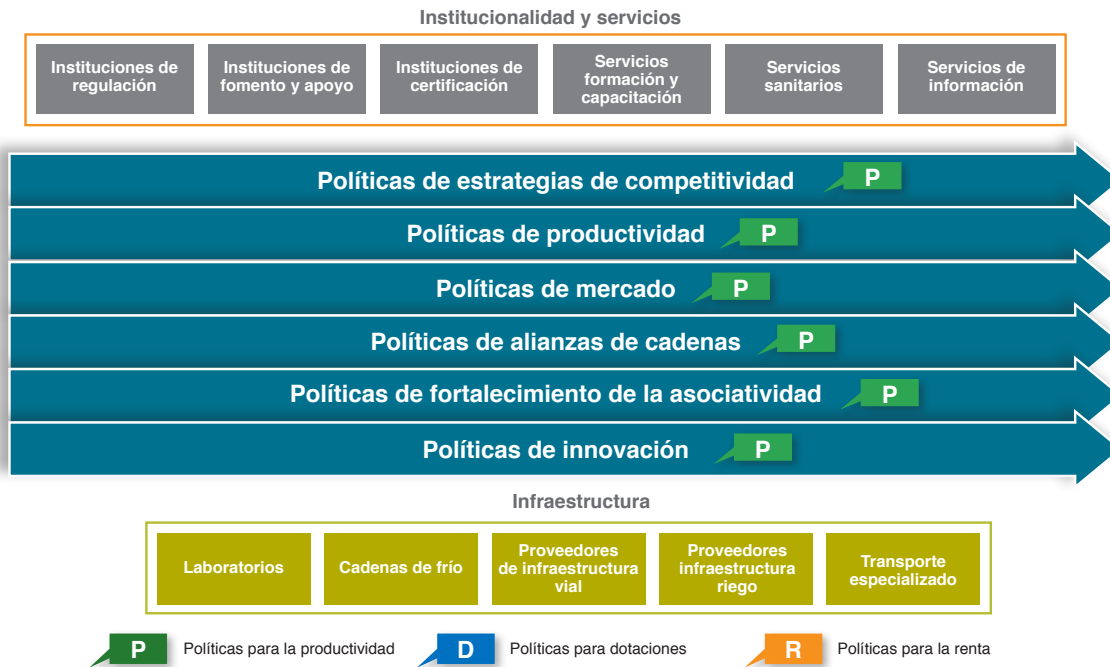 Institucionalidad y servicios
Instituciones de
regulación
Instituciones de
fomento y apoyo
Instituciones de
certificación
Servicios
formación y
capacitación
Servicios
sanitarios
Servicios de
información
Políticas de estrategias de competitividad P
Políticas de productividad P
Políticas de mercado P
Políticas de alianzas de cadenas P
Políticas de fortalecimiento de la asociatividad P
Políticas de innovación P
Infraestructura
Laboratorios
Cadenas de frío
Proveedores
de infraestructura
vial
Proveedores
infraestructura
riego
Transporte
especializado
P Políticas para la productividad
D Políticas para dotaciones
R Políticas para la renta